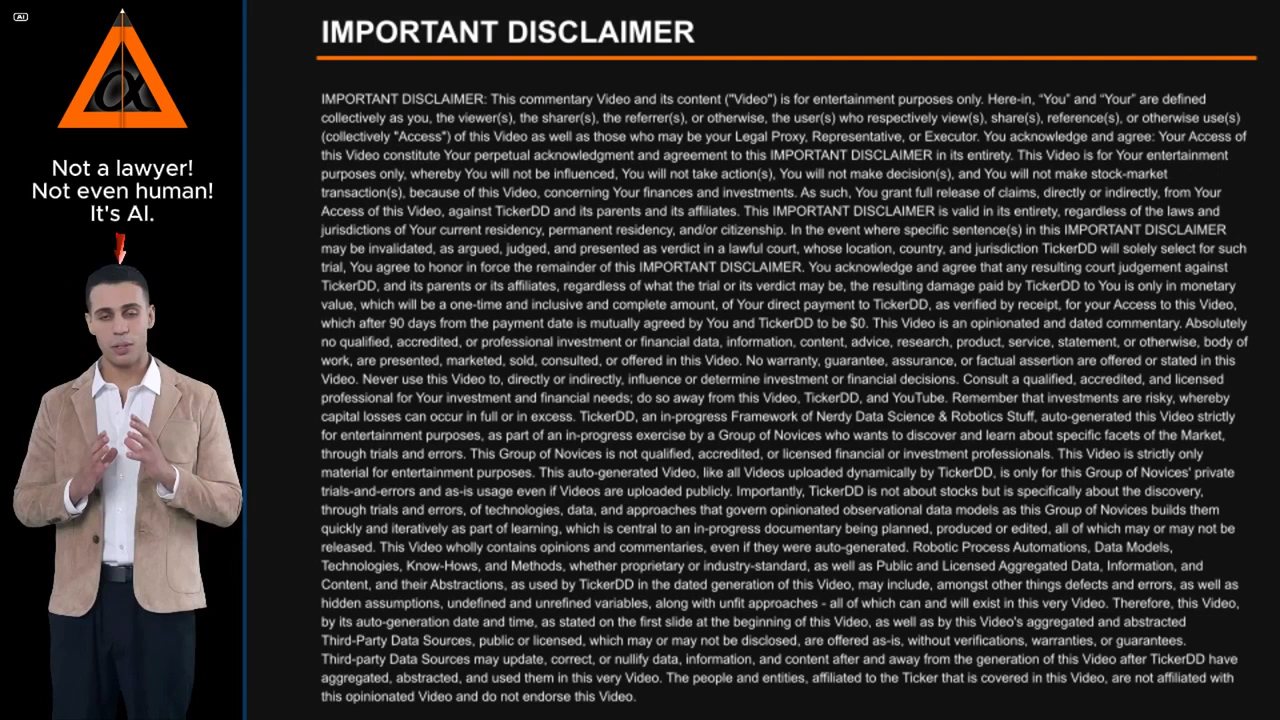 AI
α
Not a lawyer!
Not even human!
It's AI.
IMPORTANT DISCLAIMER
IMPORTANT DISCLAIMER: This commentary Video and its content ("Video") is for entertainment purposes only. Here-in, “You” and “Your” are defined
collectively as you, the viewer(s), the sharer(s), the referrer(s), or otherwise, the user(s) who respectively view(s), share(s), reference(s), or otherwise use(s)
(collectively "Access") of this Video as well as those who may be your Legal Proxy, Representative, or Executor. You acknowledge and agree: Your Access of
this Video constitute Your perpetual acknowledgment and agreement to this IMPORTANT DISCLAIMER in its entirety. This Video is for Your entertainment
purposes only, whereby You will not be influenced, You will not take action(s), You will not make decision(s), and You will not make stock-market
transaction(s), because of this Video, concerning Your finances and investments. As such, You grant full release of claims, directly or indirectly, from Your
Access of this Video, against TickerDD and its parents and its affiliates. This IMPORTANT DISCLAIMER is valid in its entirety, regardless of the laws and
jurisdictions of Your current residency, permanent residency, and/or citizenship. In the event where specific sentence(s) in this IMPORTANT DISCLAIMER
may be invalidated, as argued, judged, and presented as verdict in a lawful court, whose location, country, and jurisdiction TickerDD will solely select for such
trial, You agree to honor in force the remainder of this IMPORTANT DISCLAIMER. You acknowledge and agree that any resulting court judgement against
TickerDD, and its parents or its affiliates, regardless of what the trial or its verdict may be, the resulting damage paid by TickerDD to You is only in monetary
value, which will be a one-time and inclusive and complete amount, of Your direct payment to TickerDD, as verified by receipt, for your Access to this Video,
which after 90 days from the payment date is mutually agreed by You and TickerDD to be $0. This Video is an opinionated and dated commentary. Absolutely
no qualified, accredited, or professional investment or financial data, information, content, advice, research, product, service, statement, or otherwise, body of
work, are presented, marketed, sold, consulted, or offered in this Video. No warranty, guarantee, assurance, or factual assertion are offered or stated in this
Video. Never use this Video to, directly or indirectly, influence or determine investment or financial decisions. Consult a qualified, accredited, and licensed
professional for Your investment and financial needs; do so away from this Video, TickerDD, and YouTube. Remember that investments are risky, whereby
capital losses can occur in full or in excess. TickerDD, an in-progress Framework of Nerdy Data Science & Robotics Stuff, auto-generated this Video strictly
for entertainment purposes, as part of an in-progress exercise by a Group of Novices who wants to discover and learn about specific facets of the Market,
through trials and errors. This Group of Novices is not qualified, accredited, or licensed financial or investment professionals. This Video is strictly only
material for entertainment purposes. This auto-generated Video, like all Videos uploaded dynamically by TickerDD, is only for this Group of Novices' private
trials-and-errors and as-is usage even if Videos are uploaded publicly. Importantly, TickerDD is not about stocks but is specifically about the discovery,
through trials and errors, of technologies, data, and approaches that govern opinionated observational data models as this Group of Novices builds them
quickly and iteratively as part of learning, which is central to an in-progress documentary being planned, produced or edited, all of which may or may not be
released. This Video wholly contains opinions and commentaries, even if they were auto-generated. Robotic Process Automations, Data Models,
Technologies, Know-Hows, and Methods, whether proprietary or industry-standard, as well as Public and Licensed Aggregated Data, Information, and
Content, and their Abstractions, as used by TickerDD in the dated generation of this Video, may include, amongst other things defects and errors, as well as
hidden assumptions, undefined and unrefined variables, along with unfit approaches - all of which can and will exist in this very Video. Therefore, this Video,
by its auto-generation date and time, as stated on the first slide at the beginning of this Video, as well as by this Video's aggregated and abstracted
Third-Party Data Sources, public or licensed, which may or may not be disclosed, are offered as-is, without verifications, warranties, or guarantees.
Third-party Data Sources may update, correct, or nullify data, information, and content after and away from the generation of this Video after TickerDD have
aggregated, abstracted, and used them in this very Video. The people and entities, affiliated to the Ticker that is covered in this Video, are not affiliated with
this opinionated Video and do not endorse this Video.